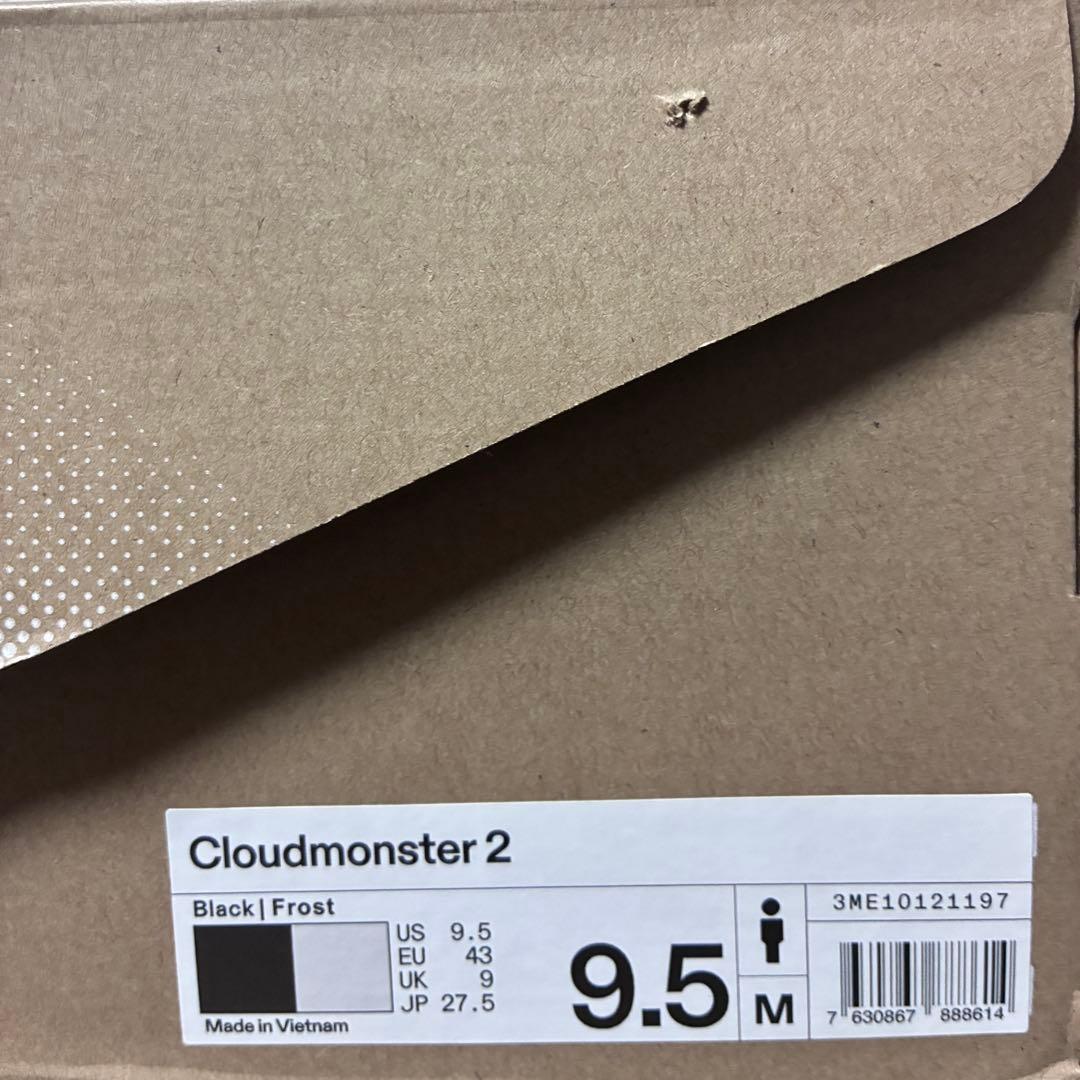 Cloudmonster 2
Black | Frost
US 9.5
EU 43
UK 9
JP 27.5
Made in Vietnam
9.5
M
3ME10121197
7 630867 888614